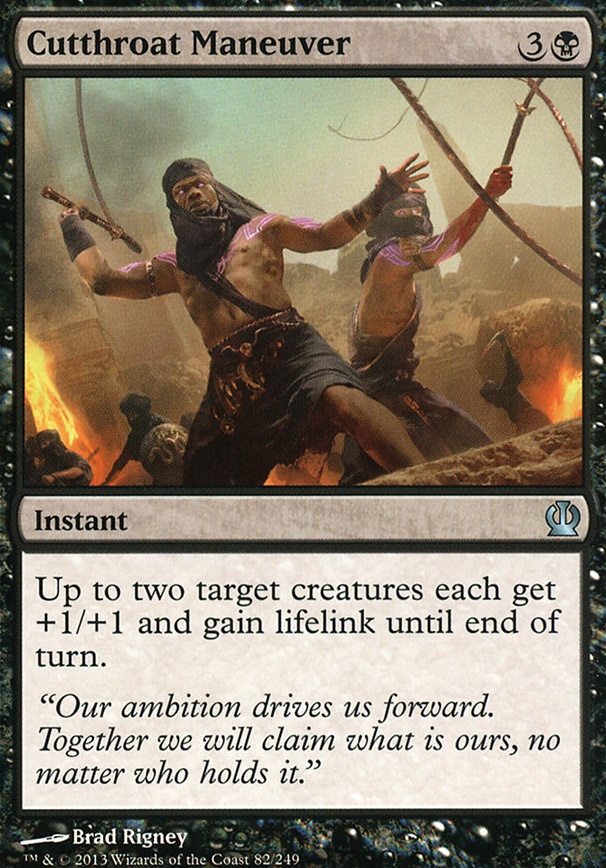 Cutthroat Maneuver 3
Instant
Up to two target creatures each get
+1/+1 and gain lifelink until end of
turn.
“Our ambition drives us forward.
Together we will claim what is ours, no
matter who holds it.”
Brad Rigney
™ & © 2013 Wizards of the Coast 82/249